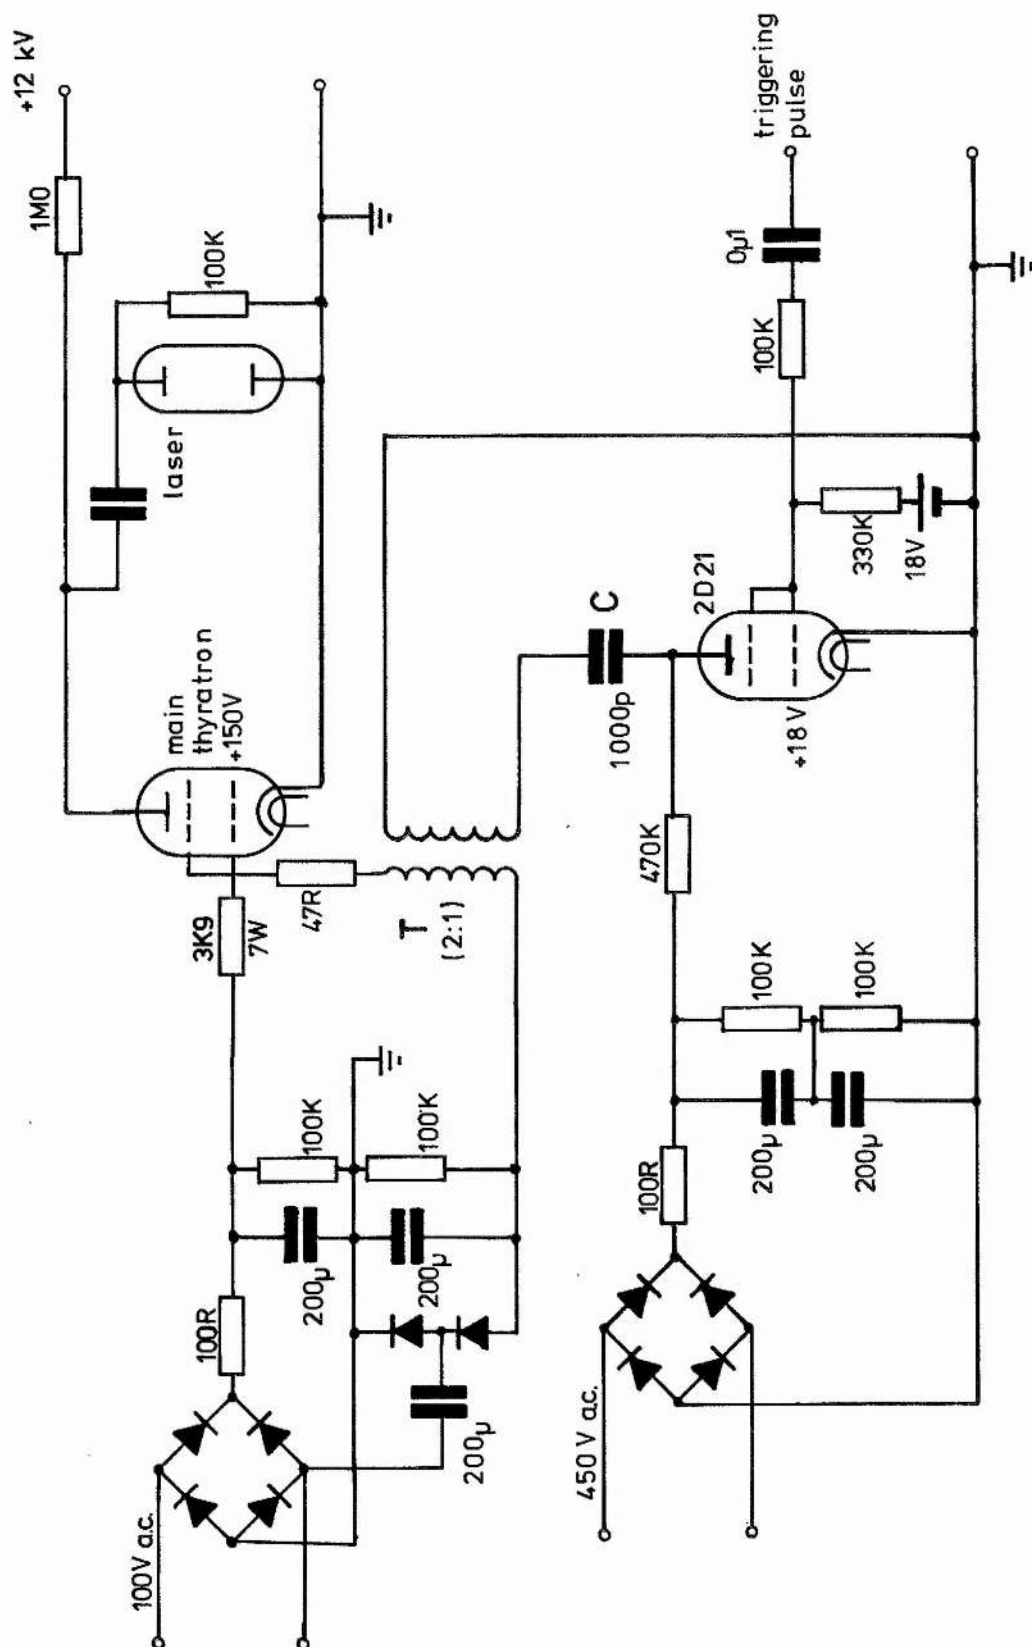 +12 kV
1M0
100K
laser
main
thyratron
+150V
3K9
7W
47R
T
(2:1)
100K
100K
200µ
200µ
100R
200µ
100V a.c.
triggering
pulse
0µ1
100K
330K
18V
2D21
+18V
C
1000p
470K
100K
100K
200µ
200µ
100R
450 V a.c.